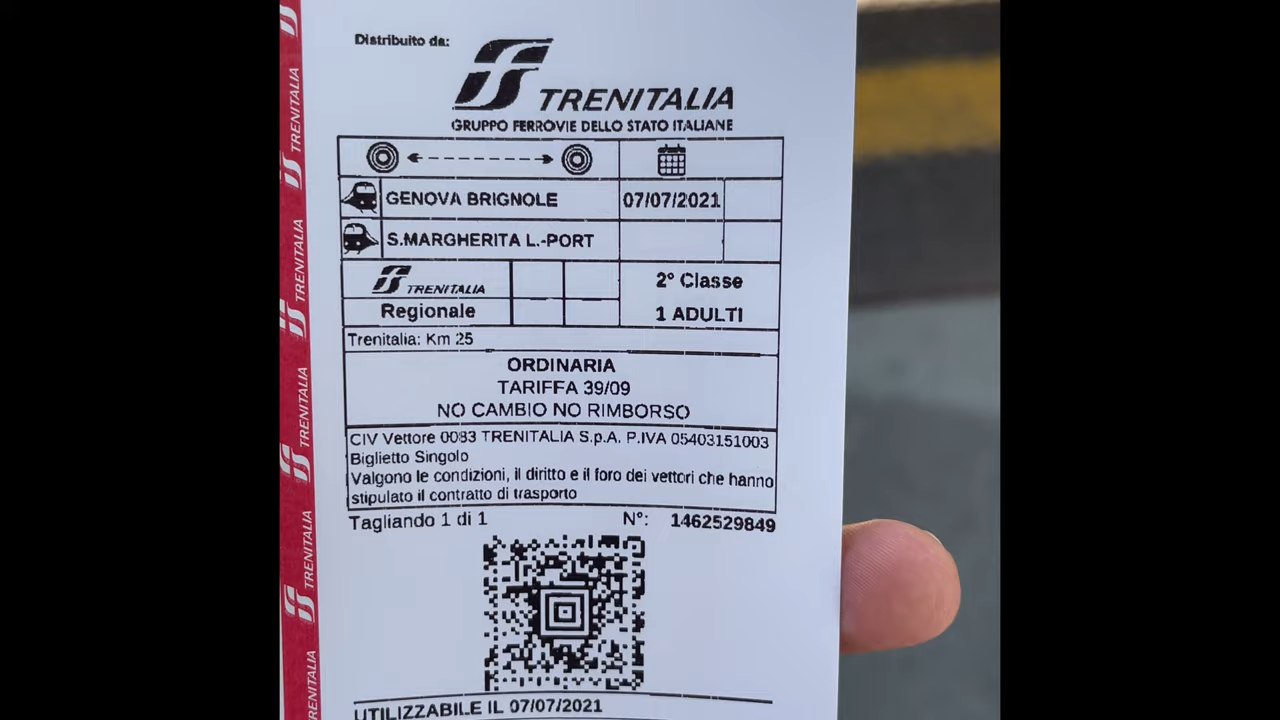 Distribuito da:
TRENITALIA
GRUPPO FERROVIE DELLO STATO ITALIANE
GENOVA BRIGNOLE 07/07/2021
S.MARGHERITA L.-PORT
TRENITALIA 2° Classe
Regionale 1 ADULTI
Trenitalia: Km 25
ORDINARIA
TARIFFA 39/09
NO CAMBIO NO RIMBORSO
CIV Vettore 0083 TRENITALIA S.p.A. P.IVA 05403151003
Biglietto Singolo
Valgono le condizioni, il diritto e il foro dei vettori che hanno
stipulato il contratto di trasporto
Tagliando 1 di 1 N°: 1462529849
UTILIZZABILE IL 07/07/2021
TRENITALIA
TRENITALIA
TRENITALIA
TRENITALIA
TRENITALIA